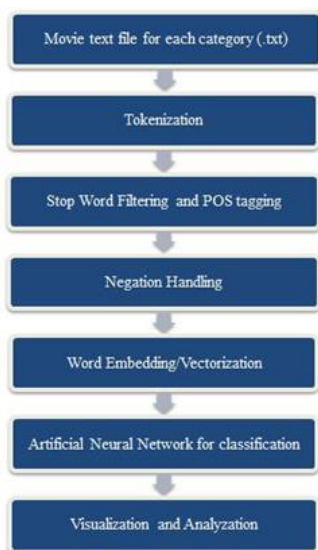 Movie text file for each category (.txt)
Tokenization
Stop Word Filtering and POS tagging
Negation Handling
Word Embedding/Vectorization
Artificial Neural Network for classification
Visualization and Analyzation